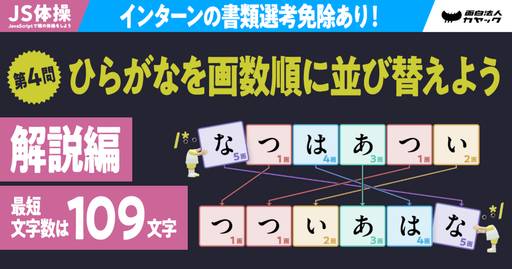 JS体操
JavaScriptで頭の体操をしよう
インターンの書類選考免除あり!
面白法人
カヤック
第4問
ひらがなを画数順に並び替えよう
解説編
最短
文字数は109文字
な つ は あ つ い
5画 1画 4画 3画 1画 2画
つ つ い あ は な
1画 1画 2画 3画 4画 5画